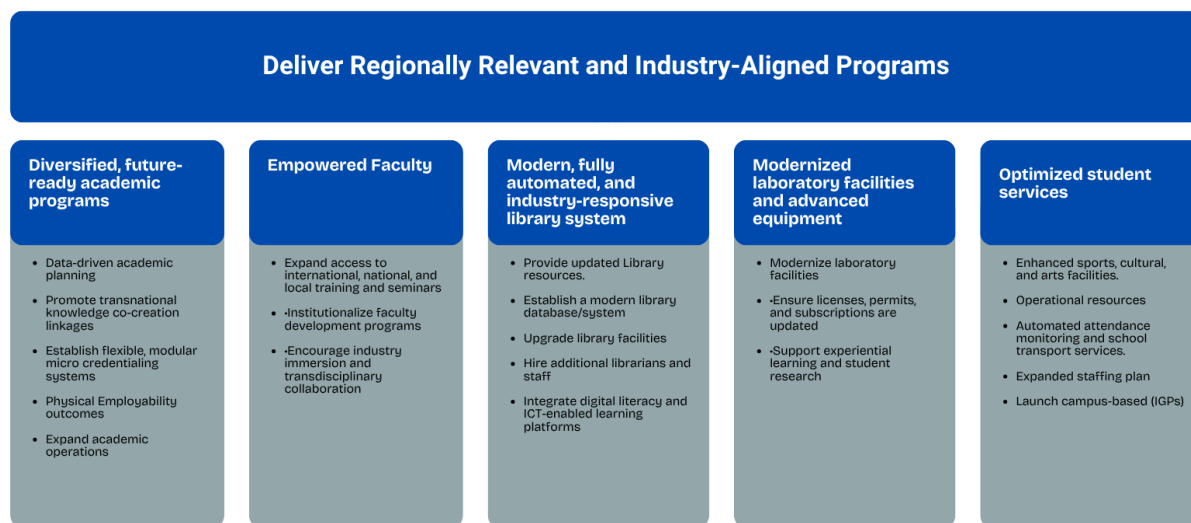 Deliver Regionally Relevant and Industry-Aligned Programs
Diversified, future-
ready academic
programs
• Data-driven academic
planning
• Promote transnational
knowledge co-creation
linkages
• Establish flexible, modular
micro credentialing
systems
• Physical Employability
outcomes
• Expand academic
operations
Empowered Faculty
• Expand access to
international, national, and
local training and seminars
• •Institutionalize faculty
development programs
• •Encourage industry
immersion and
transdisciplinary
collaboration
Modern, fully
automated, and
industry-responsive
library system
• Provide updated Library
resources.
• Establish a modern library
database/system
• Upgrade library facilities
• Hire additional librarians and
staff
• Integrate digital literacy and
ICT-enabled learning
platforms
Modernized
laboratory facilities
and advanced
equipment
• Modernize laboratory
facilities
• •Ensure licenses, permits,
and subscriptions are
updated
• •Support experiential
learning and student
research
Optimized student
services
• Enhanced sports, cultural,
and arts facilities.
• Operational resources
• Automated attendance
monitoring and school
transport services.
• Expanded staffing plan
• Launch campus-based (IGPs)